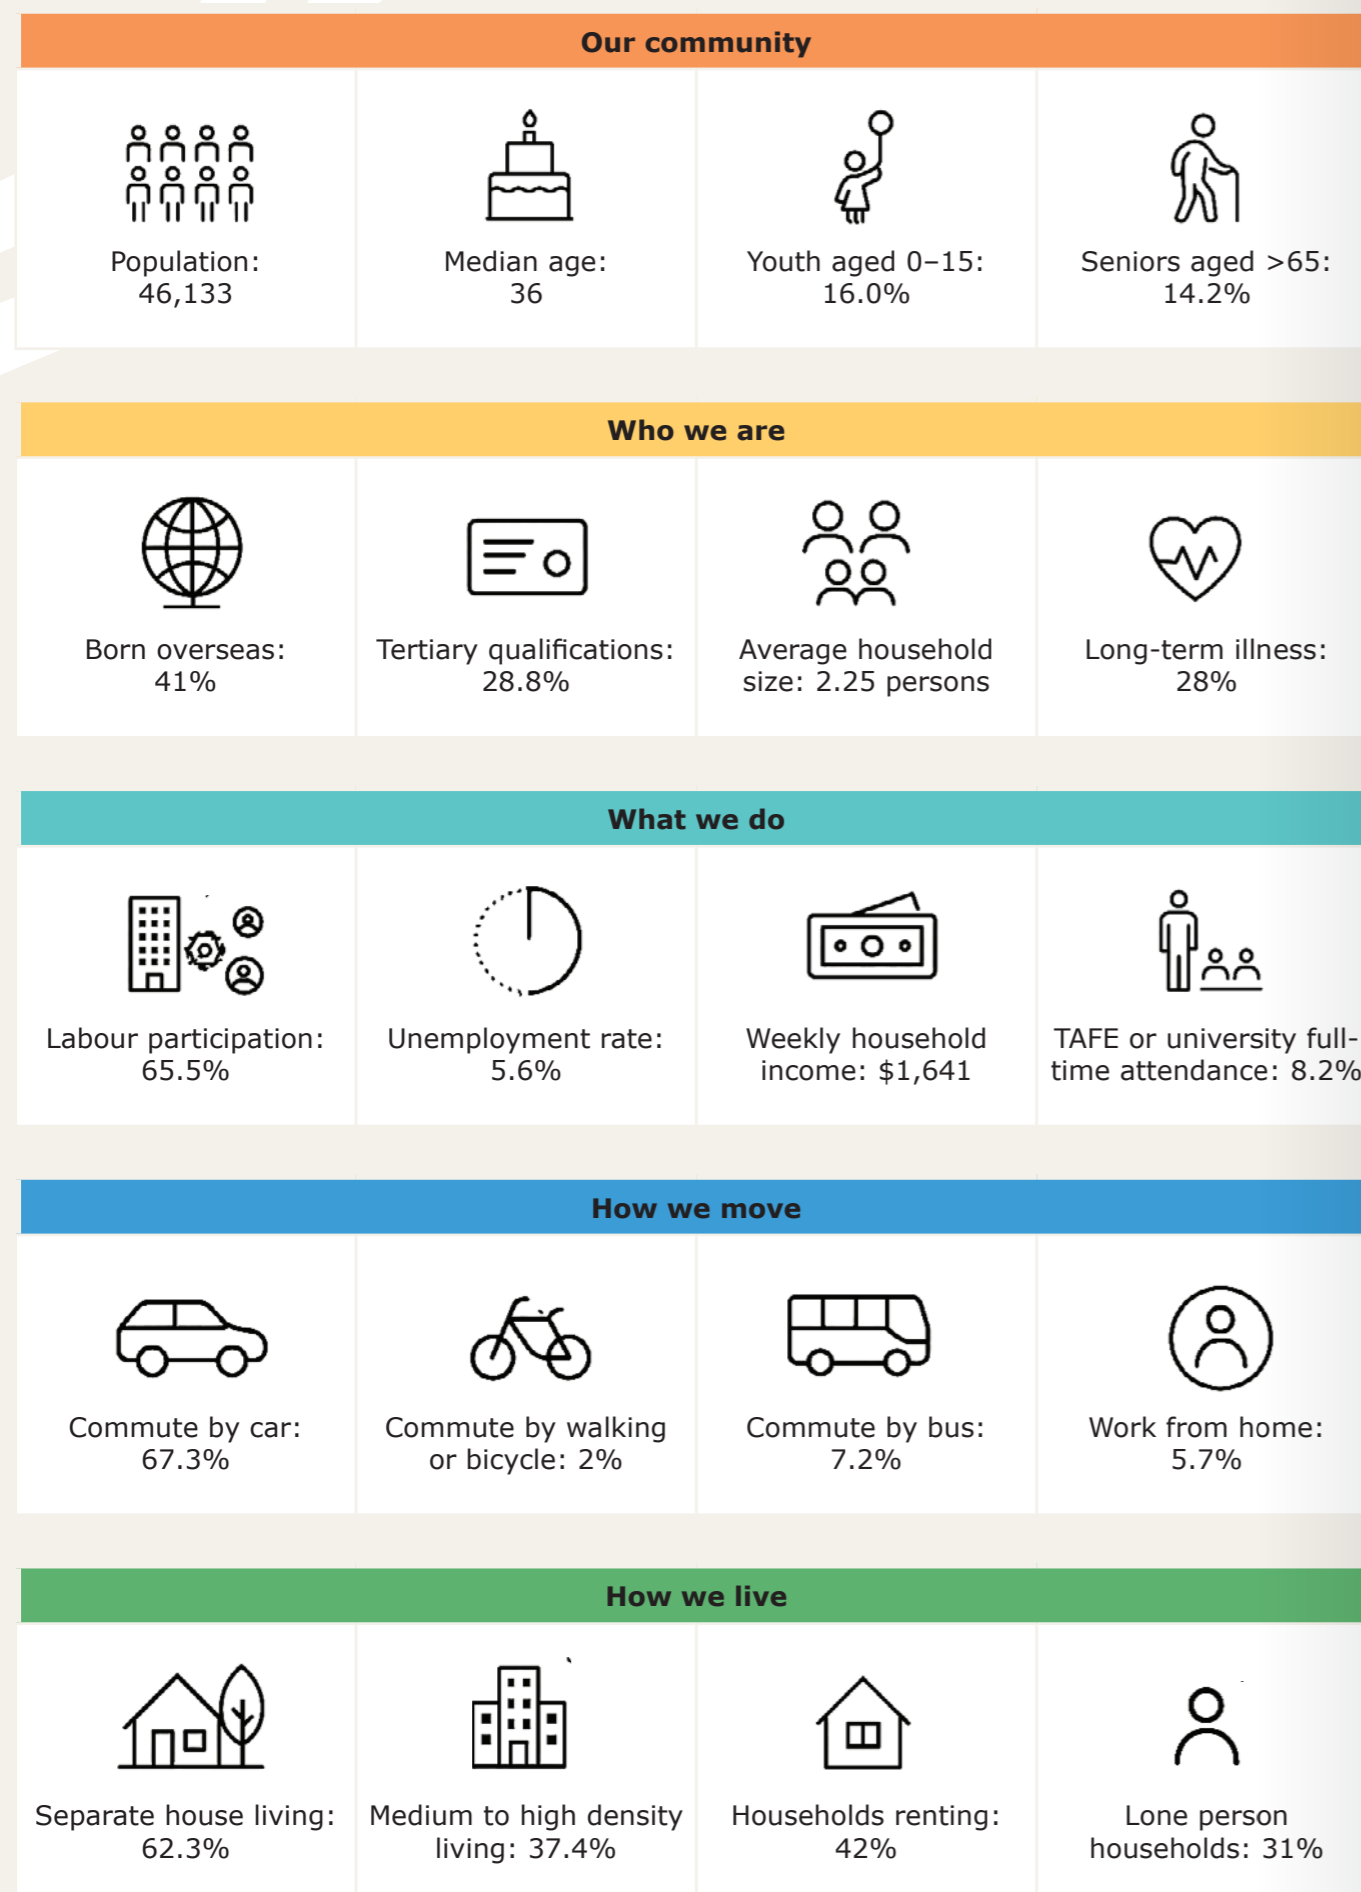 Our community
Population:
46,133
Median age:
36
Youth aged 0–15:
16.0%
Seniors aged >65:
14.2%
Who we are
Born overseas:
41%
Tertiary qualifications:
28.8%
Average household
size: 2.25 persons
Long-term illness:
28%
What we do
Labour participation:
65.5%
Unemployment rate:
5.6%
Weekly household
income: $1,641
TAFE or university full-
time attendance: 8.2%
How we move
Commute by car:
67.3%
Commute by walking
or bicycle: 2%
Commute by bus:
7.2%
Work from home:
5.7%
How we live
Separate house living:
62.3%
Medium to high density
living: 37.4%
Households renting:
42%
Lone person
households: 31%